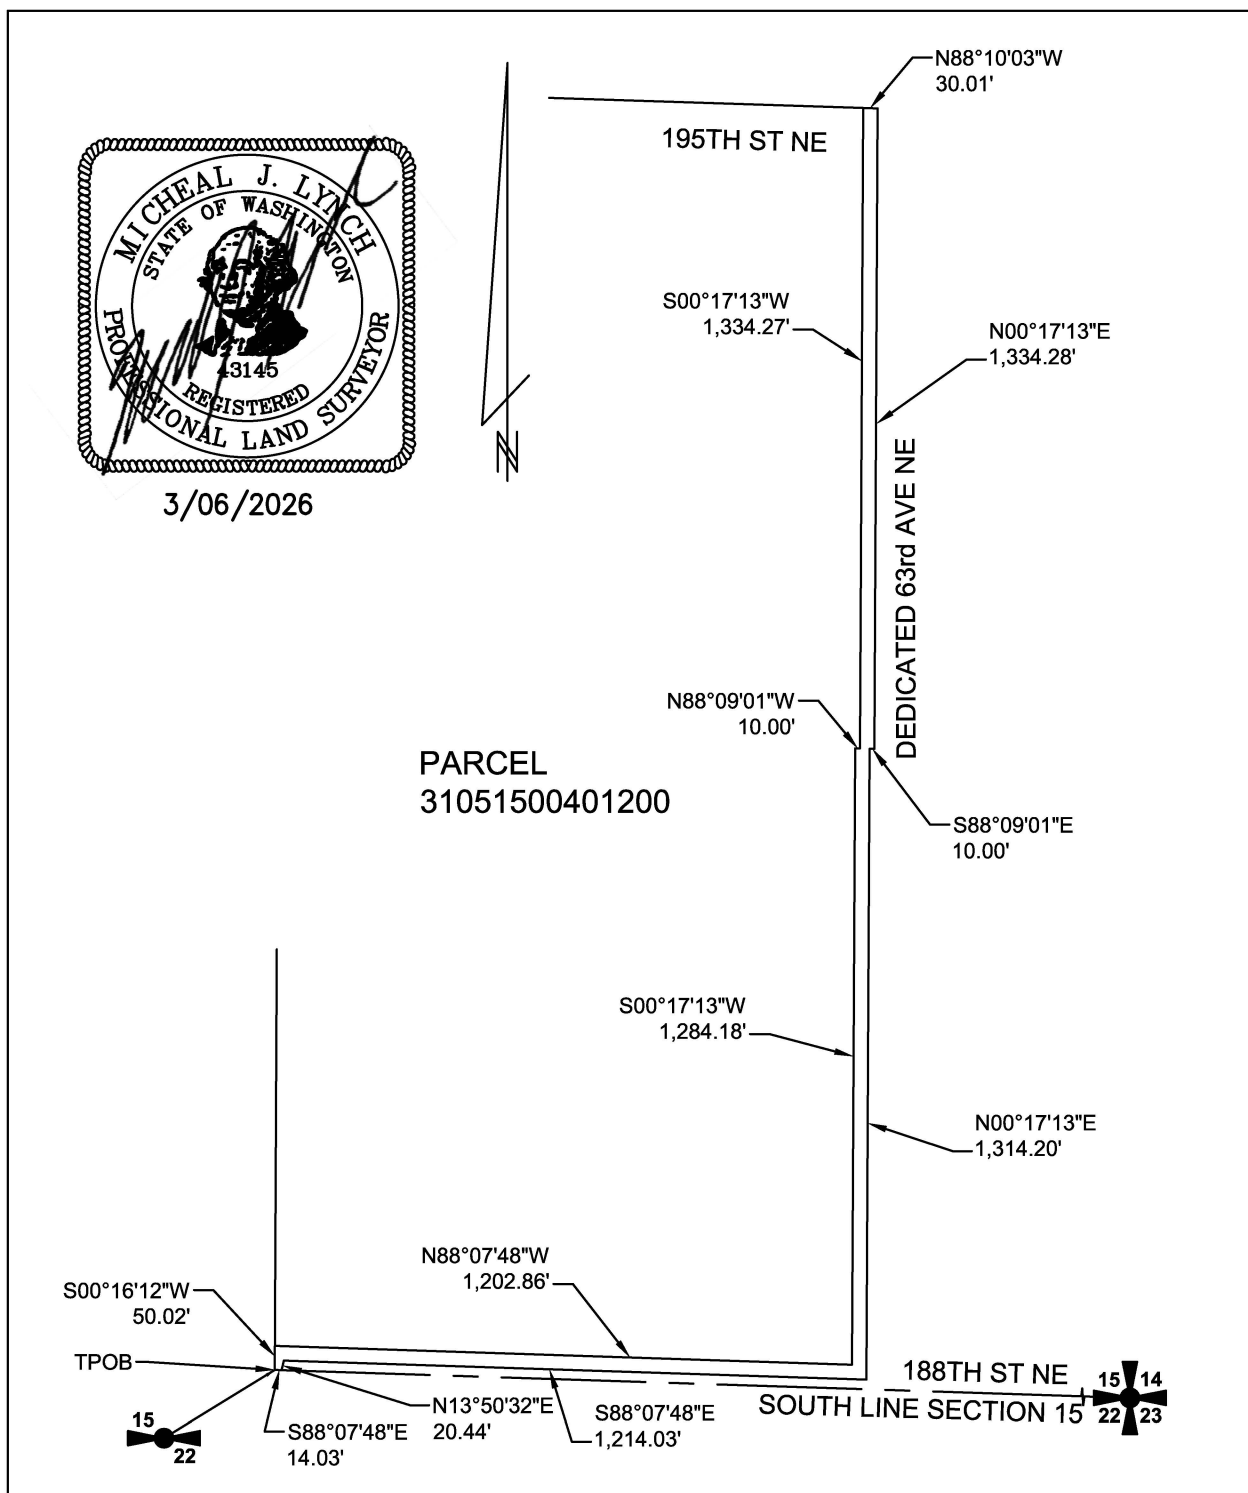 N88°10'03"W
30.01'
195TH ST NE
MICHEAL J. LYNCH
STATE OF WASHINGTON
43145
REGISTERED
PROFESSIONAL LAND SURVEYOR
3/06/2026
N
S00°17'13"W
1,334.27'
N00°17'13"E
1,334.28'
DEDICATED 63rd AVE NE
N88°09'01"W
10.00'
PARCEL
31051500401200
S88°09'01"E
10.00'
S00°17'13"W
1,284.18'
N00°17'13"E
1,314.20'
N88°07'48"W
1,202.86'
S00°16'12"W
50.02'
TPOB
188TH ST NE
15 14
22 23
SOUTH LINE SECTION 15
N13°50'32"E
20.44'
S88°07'48"E
1,214.03'
15
22
S88°07'48"E
14.03'